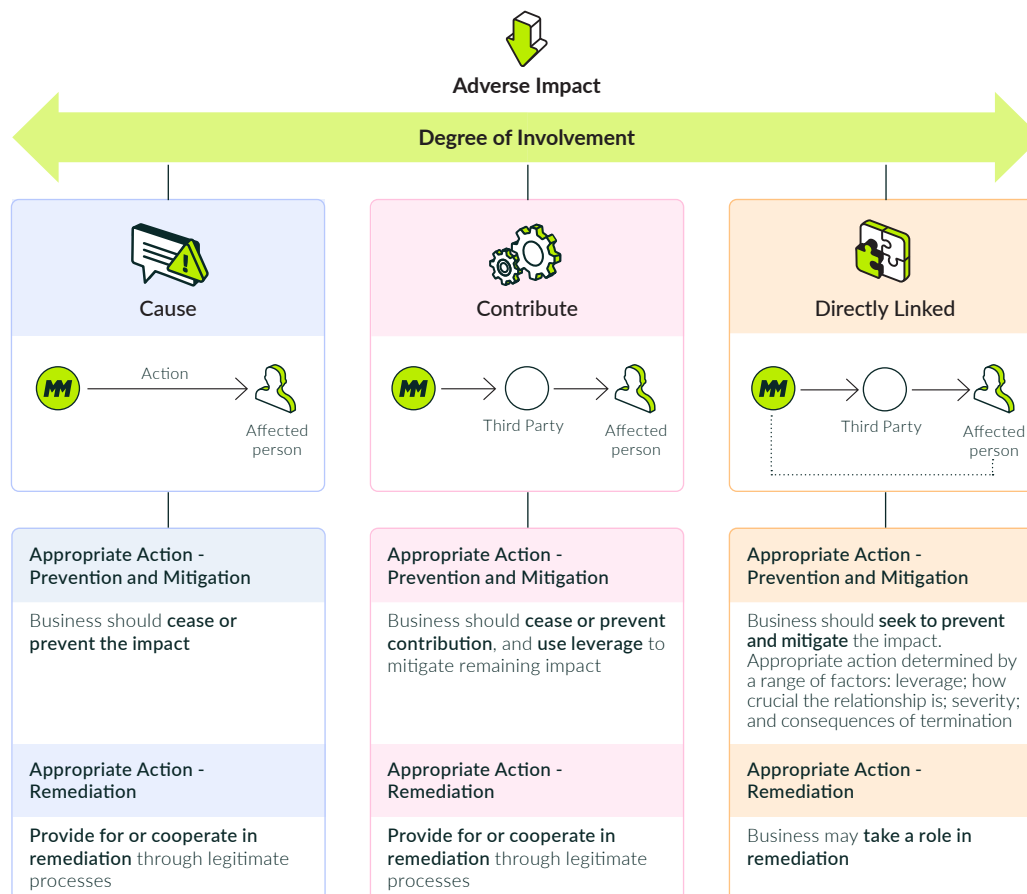 Adverse Impact
Degree of Involvement
Cause
MM
Action
Affected
person
Appropriate Action -
Prevention and Mitigation
Business should cease or
prevent the impact
Appropriate Action -
Remediation
Provide for or cooperate in
remediation through legitimate
processes
Contribute
MM
Third Party
Affected
person
Appropriate Action -
Prevention and Mitigation
Business should cease or prevent
contribution, and use leverage to
mitigate remaining impact
Appropriate Action -
Remediation
Provide for or cooperate in
remediation through legitimate
processes
Directly Linked
MM
Third Party
Affected
person
Appropriate Action -
Prevention and Mitigation
Business should seek to prevent
and mitigate the impact.
Appropriate action determined by
a range of factors: leverage; how
crucial the relationship is; severity;
and consequences of termination
Appropriate Action -
Remediation
Business may take a role in
remediation